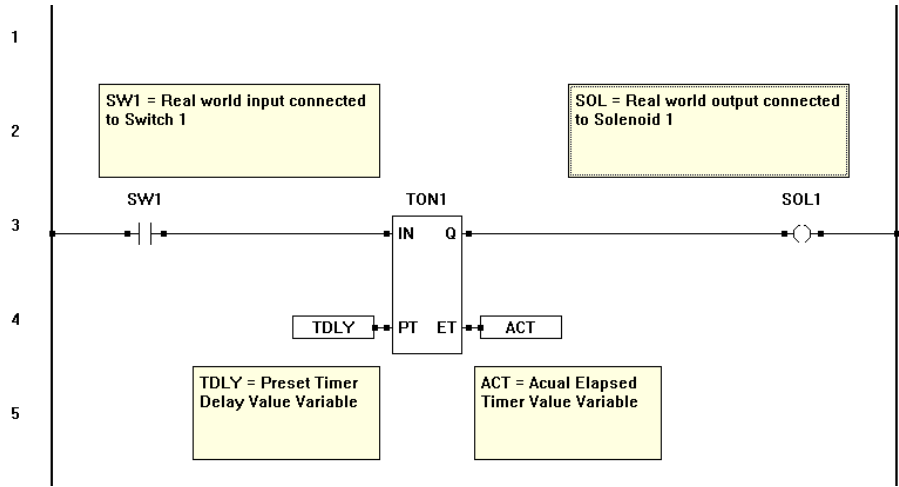 1
SW1 = Real world input connected
to Switch 1
SOL = Real world output connected
to Solenoid 1
2
SW1
TON1
SOL1
3
IN
Q
4
TDLY
PT
ET
ACT
TDLY = Preset Timer
Delay Value Variable
ACT = Acual Elapsed
Timer Value Variable
5